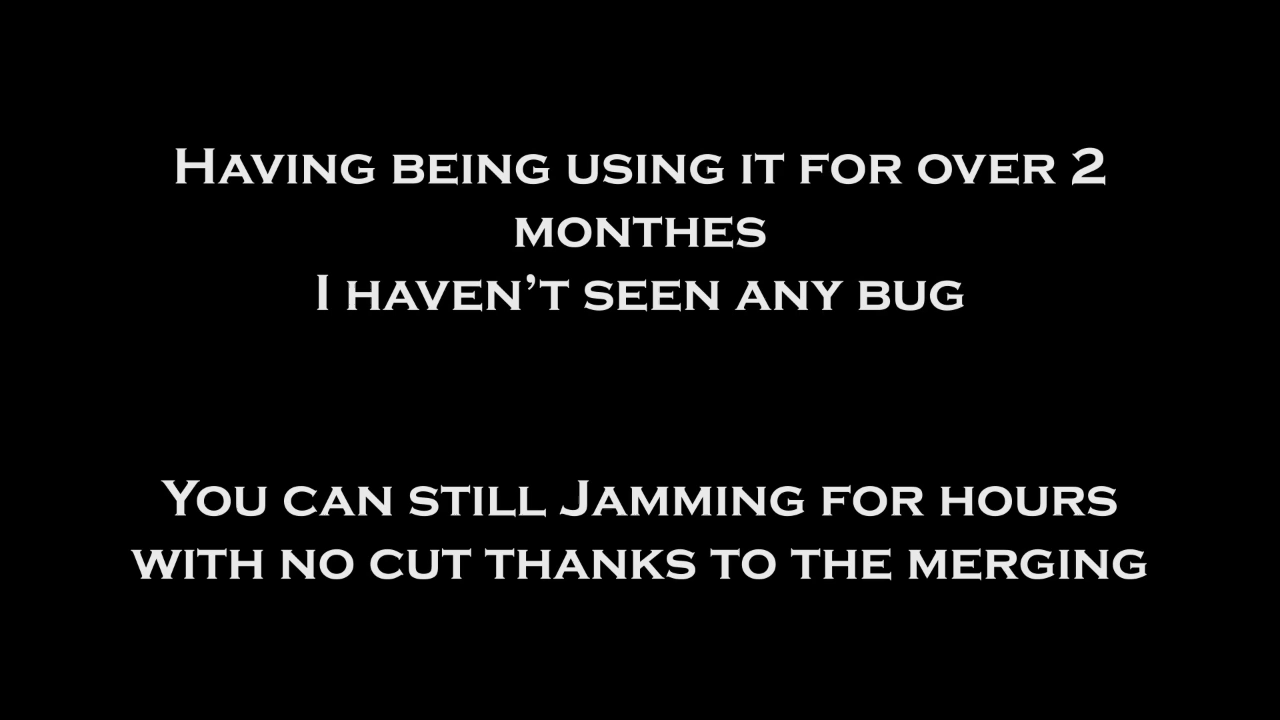 Having being using it for over 2
monthes
I haven’t seen any bug
You can still Jamming for hours
with no cut thanks to the merging